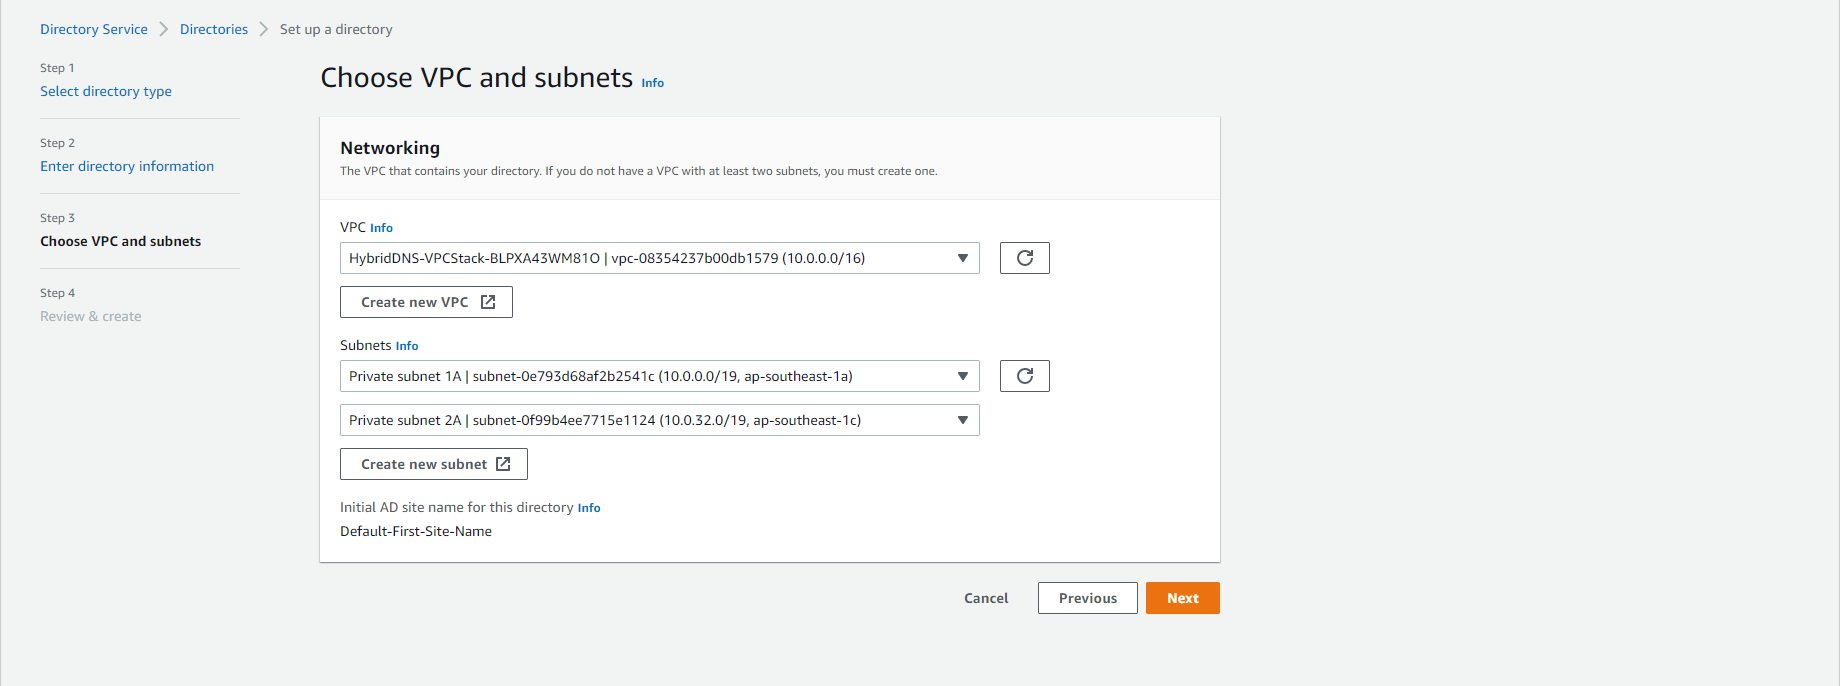 Directory Service > Directories > Set up a directory
Step 1
Select directory type
Step 2
Enter directory information
Step 3
Choose VPC and subnets
Step 4
Review & create
Choose VPC and subnets Info
Networking
The VPC that contains your directory. If you do not have a VPC with at least two subnets, you must create one.
VPC Info
HybridDNS-VPCStack-BLPXA43WM81O | vpc-08354237b00db1579 (10.0.0.0/16)
Create new VPC
Subnets Info
Private subnet 1A | subnet-0e793d68af2b2541c (10.0.0.0/19, ap-southeast-1a)
Private subnet 2A | subnet-0f99b4ee7715e1124 (10.0.32.0/19, ap-southeast-1c)
Create new subnet
Initial AD site name for this directory Info
Default-First-Site-Name
Cancel Previous Next